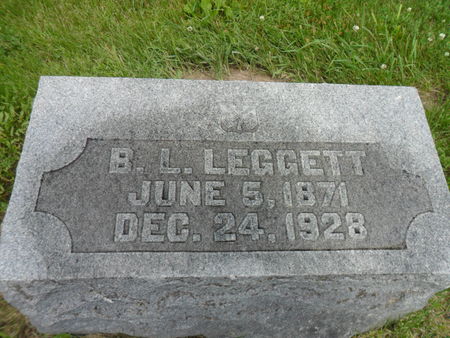 B. L. LEGGETT
JUNE 5, 1871
DEC. 24, 1928